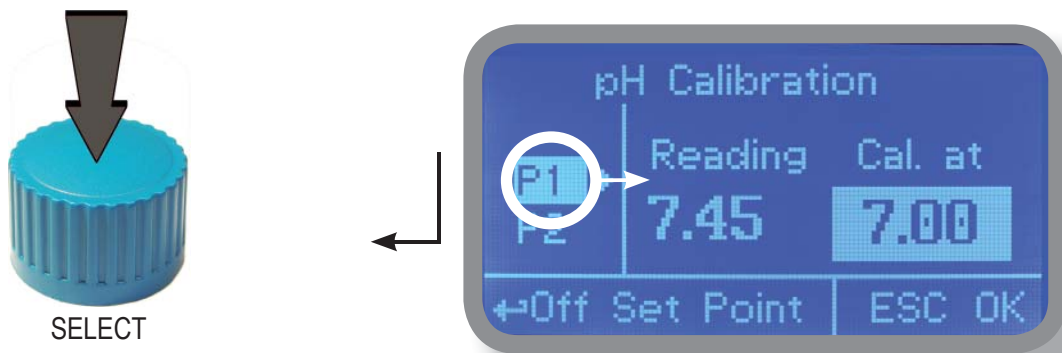 SELECT
pH Calibration
Reading Cal. at
P1 7.45 7.00
P2
↵Off Set Point ESC OK